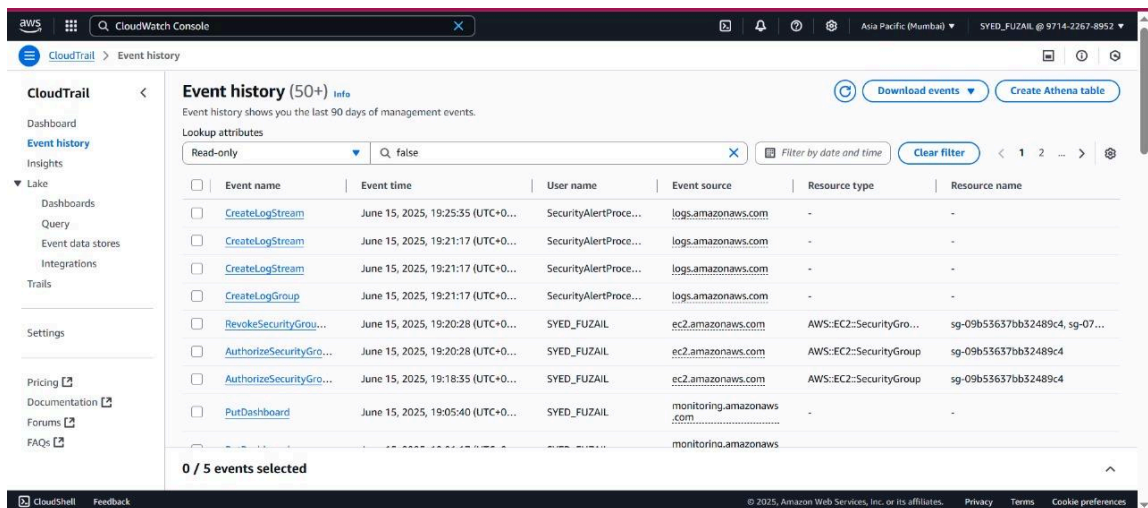 aws
CloudWatch Console
Asia Pacific (Mumbai) ▼
SYED_FUZAIL @ 9714-2267-8952 ▼
CloudTrail > Event history
CloudTrail
Dashboard
Event history
Insights
▼ Lake
Dashboards
Query
Event data stores
Integrations
Trails
Settings
Pricing
Documentation
Forums
FAQs
Event history (50+) Info
Download events ▼
Create Athena table
Event history shows you the last 90 days of management events.
Lookup attributes
Read-only
false
Filter by date and time
Clear filter
< 1 2 ... >
Event name Event time User name Event source Resource type Resource name
CreateLogStream June 15, 2025, 19:25:35 (UTC+0... SecurityAlertProce... logs.amazonaws.com - -
CreateLogStream June 15, 2025, 19:21:17 (UTC+0... SecurityAlertProce... logs.amazonaws.com - -
CreateLogStream June 15, 2025, 19:21:17 (UTC+0... SecurityAlertProce... logs.amazonaws.com - -
CreateLogGroup June 15, 2025, 19:21:17 (UTC+0... SecurityAlertProce... logs.amazonaws.com - -
RevokeSecurityGrou... June 15, 2025, 19:20:28 (UTC+0... SYED_FUZAIL ec2.amazonaws.com AWS::EC2::SecurityGro... sg-09b53637bb32489c4, sg-07...
AuthorizeSecurityGro... June 15, 2025, 19:20:28 (UTC+0... SYED_FUZAIL ec2.amazonaws.com AWS::EC2::SecurityGroup sg-09b53637bb32489c4
AuthorizeSecurityGro... June 15, 2025, 19:18:35 (UTC+0... SYED_FUZAIL ec2.amazonaws.com AWS::EC2::SecurityGroup sg-09b53637bb32489c4
PutDashboard June 15, 2025, 19:05:40 (UTC+0... SYED_FUZAIL monitoring.amazonaws
.com - -
monitoring.amazonaws
0 / 5 events selected
CloudShell Feedback
© 2025, Amazon Web Services, Inc. or its affiliates. Privacy Terms Cookie preferences